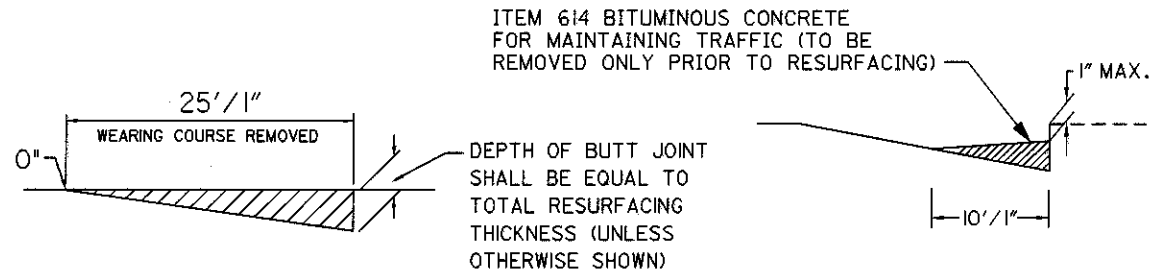 ITEM 614 BITUMINOUS CONCRETE
FOR MAINTAINING TRAFFIC (TO BE
REMOVED ONLY PRIOR TO RESURFACING)
1" MAX.
25'/1"
WEARING COURSE REMOVED
0"
DEPTH OF BUTT JOINT
SHALL BE EQUAL TO
TOTAL RESURFACING
THICKNESS (UNLESS
OTHERWISE SHOWN)
10'/1"